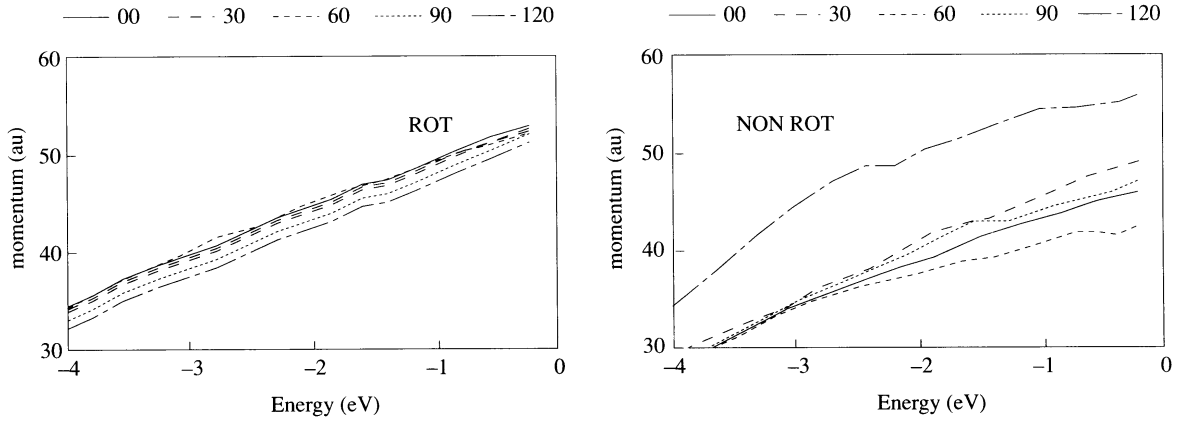 00 30 60 90 120
60
50
40
30
ROT
momentum (au)
–4 –3 –2 –1 0
Energy (eV)
00 30 60 90 120
60
50
40
30
NON ROT
momentum (au)
–4 –3 –2 –1 0
Energy (eV)